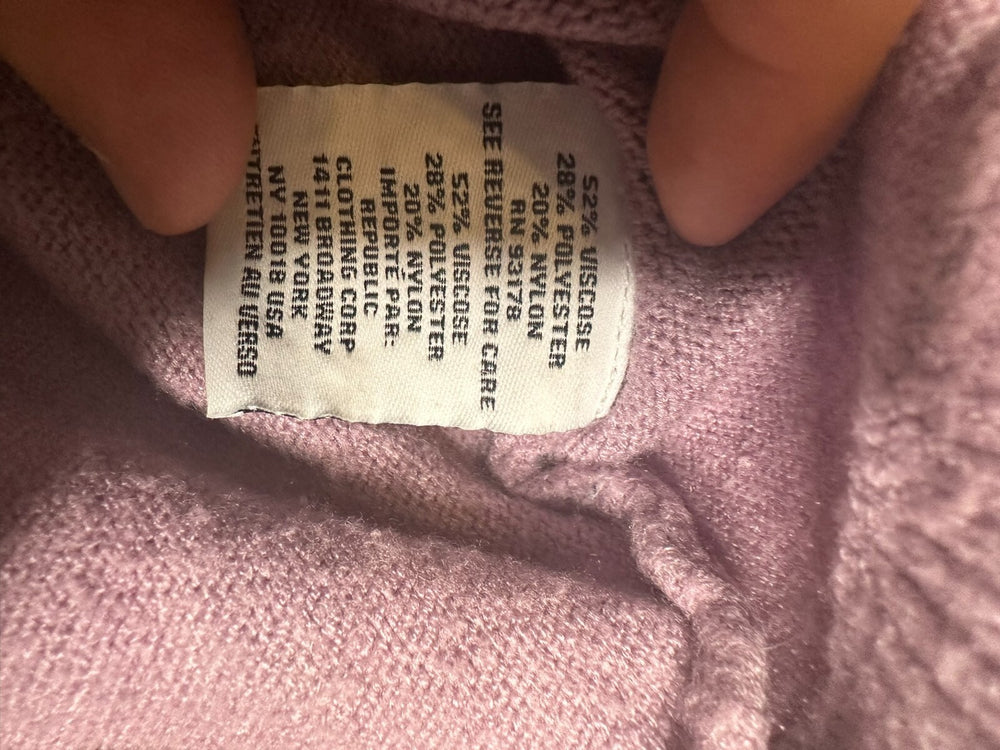 52% VISCOSE
28% POLYESTER
20% NYLON
RN 93178
SEE REVERSE FOR CARE
52% VISCOSE
28% POLYESTER
20% NYLON
IMPORTÉ PAR.
REPUBLIC
CLOTHING CORP
1411 BROADWAY
NEW YORK
NY 10018 USA
AU VERSO